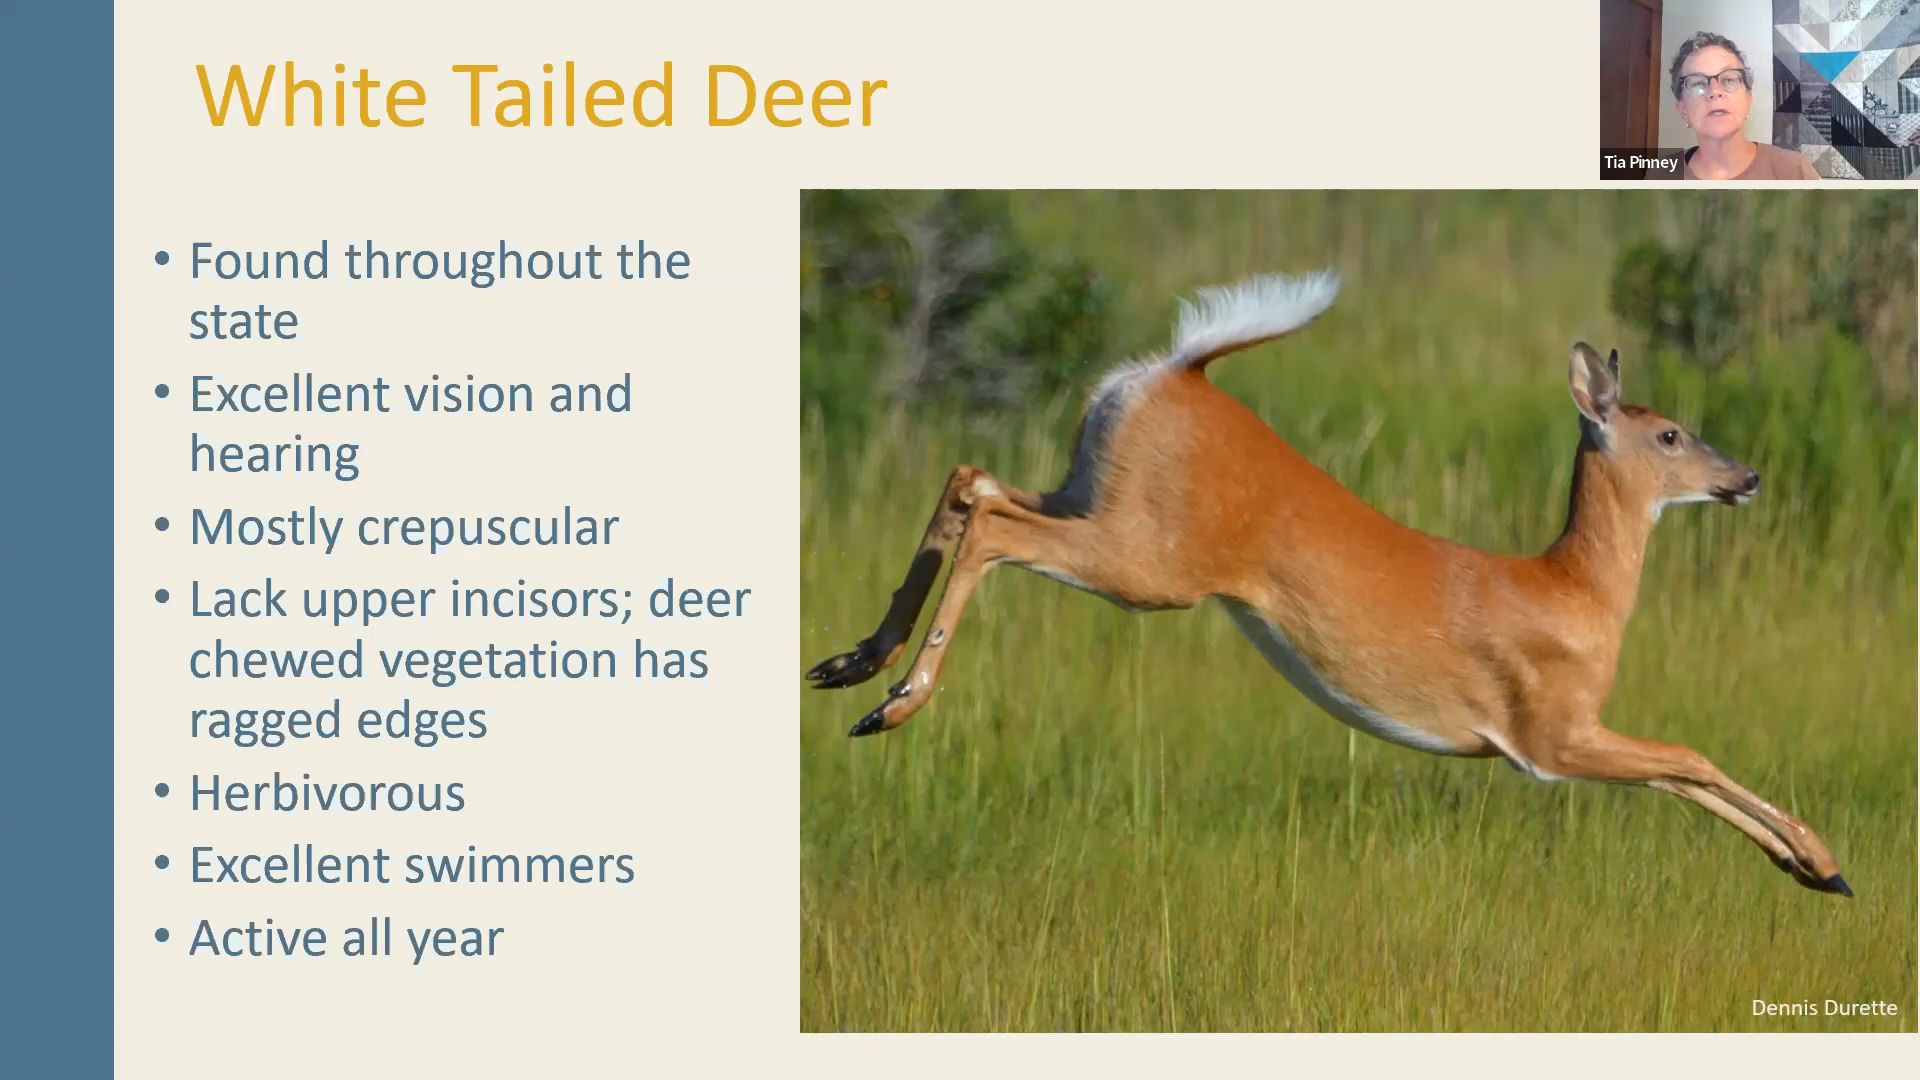 White Tailed Deer
Tia Pinney
• Found throughout the
state
• Excellent vision and
hearing
• Mostly crepuscular
• Lack upper incisors; deer
chewed vegetation has
ragged edges
• Herbivorous
• Excellent swimmers
• Active all year
Dennis Durette